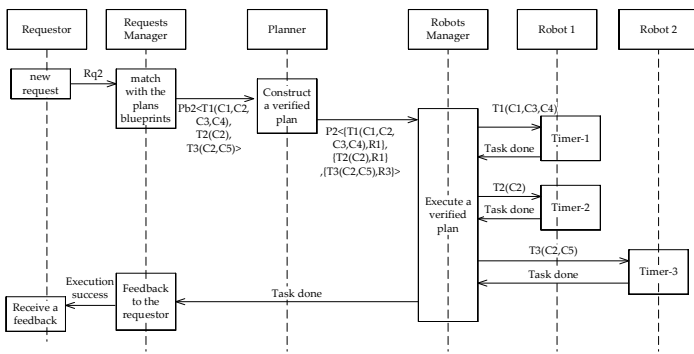 Requestor
Requests
Manager
Planner
Robots
Manager
Robot 1
Robot 2
new
request
Rq2
match
with the
plans
blueprints
Pb2<T1(C1,C2,
C3,C4),
T2(C2),
T3(C2,C5)>
Construct
a verified
plan
P2<{T1(C1,C2,
C3,C4),R1},
{T2(C2),R1}
,{T3(C2,C5),R3}>
Execute a
verified
plan
T1(C1,C3,C4)
Timer-1
Task done
T2(C2)
Timer-2
Task done
T3(C2,C5)
Timer-3
Task done
Task done
Feedback
to the
requestor
Execution
success
Receive a
feedback